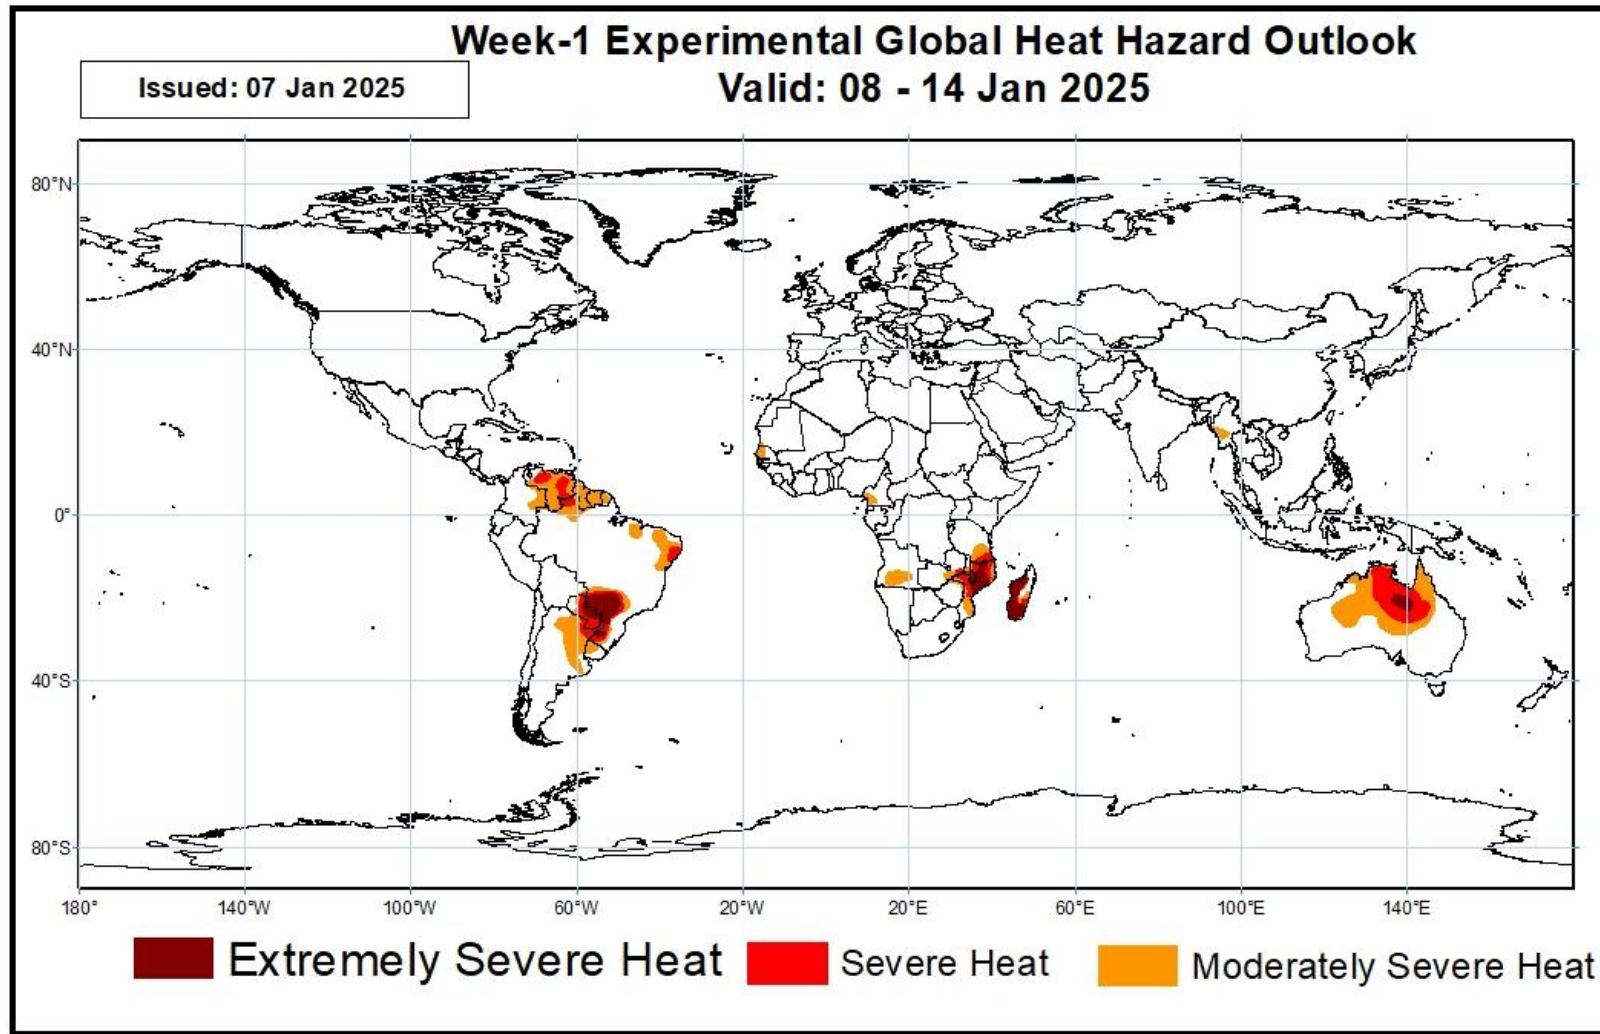 Week-1 Experimental Global Heat Hazard Outlook
Issued: 07 Jan 2025
Valid: 08 - 14 Jan 2025
80°N
40°N
0°
40°S
80°S
180°
140°W
100°W
60°W
20°W
20°E
60°E
100°E
140°E
Extremely Severe Heat
Severe Heat
Moderately Severe Heat